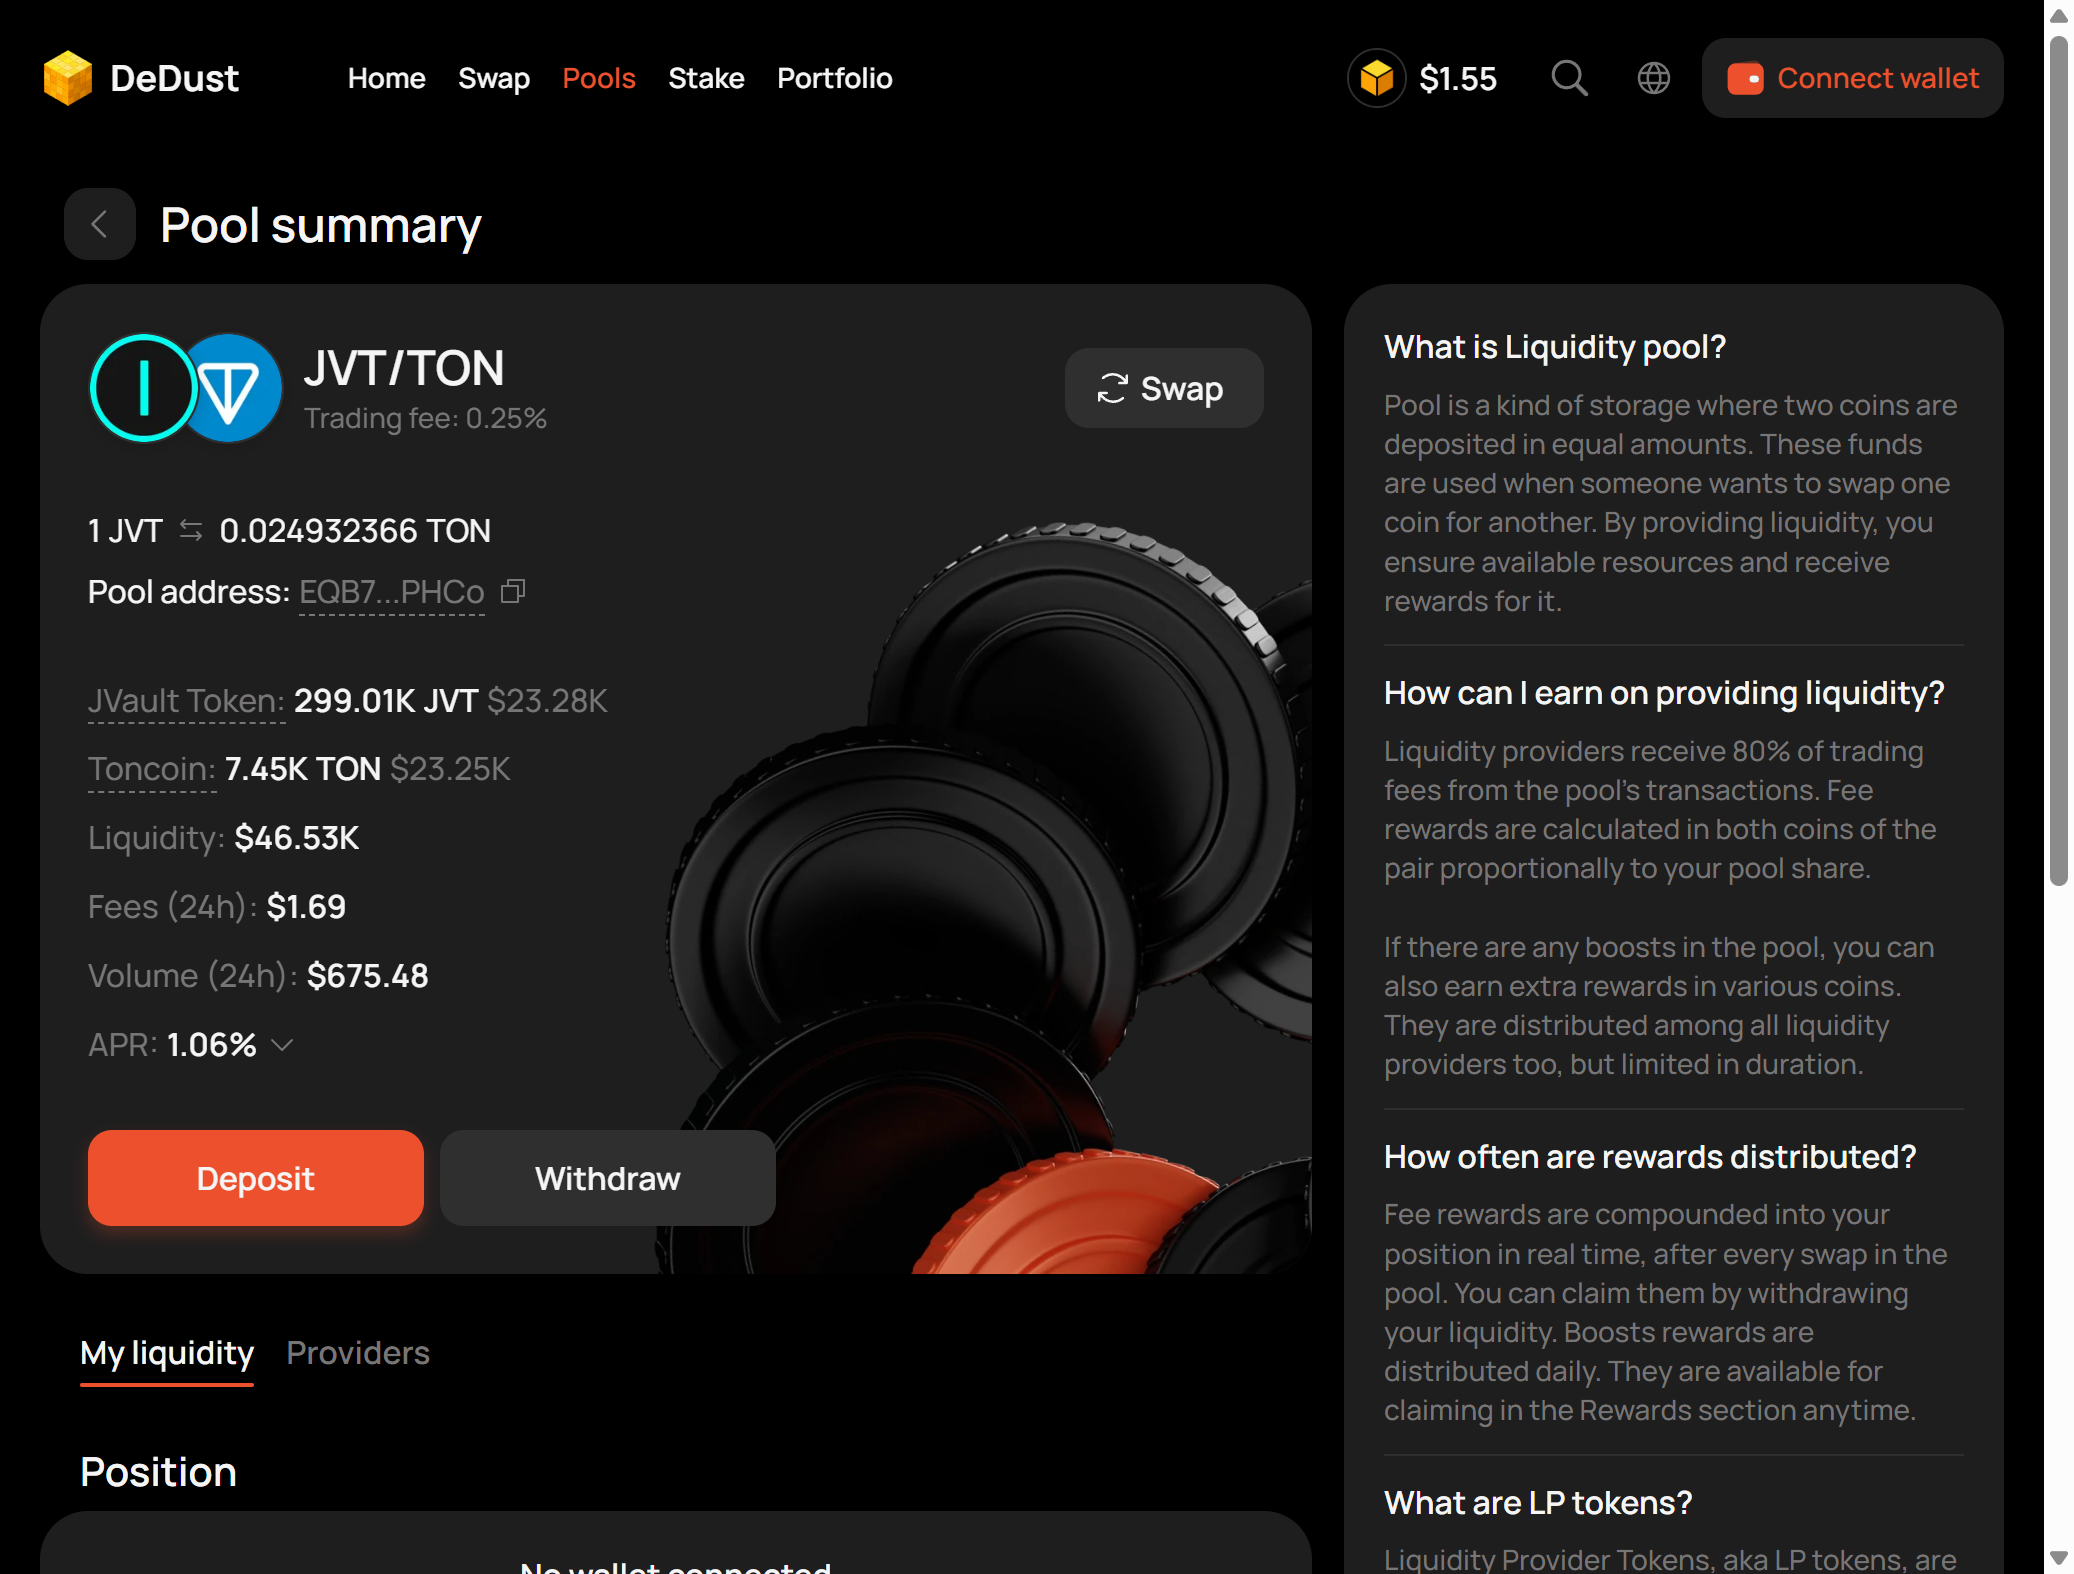 DeDust
Home Swap Pools Stake Portfolio
$1.55
Connect wallet
Pool summary
JVT/TON
Trading fee: 0.25%
Swap
1 JVT ⇆ 0.024932366 TON
Pool address: EQB7...PHCo
JVault Token: 299.01K JVT $23.28K
Toncoin: 7.45K TON $23.25K
Liquidity: $46.53K
Fees (24h): $1.69
Volume (24h): $675.48
APR: 1.06%
Deposit
Withdraw
My liquidity Providers
Position
No wallet connected
What is Liquidity pool?
Pool is a kind of storage where two coins are
deposited in equal amounts. These funds
are used when someone wants to swap one
coin for another. By providing liquidity, you
ensure available resources and receive
rewards for it.
How can I earn on providing liquidity?
Liquidity providers receive 80% of trading
fees from the pool's transactions. Fee
rewards are calculated in both coins of the
pair proportionally to your pool share.
If there are any boosts in the pool, you can
also earn extra rewards in various coins.
They are distributed among all liquidity
providers too, but limited in duration.
How often are rewards distributed?
Fee rewards are compounded into your
position in real time, after every swap in the
pool. You can claim them by withdrawing
your liquidity. Boosts rewards are
distributed daily. They are available for
claiming in the Rewards section anytime.
What are LP tokens?
Liquidity Provider Tokens, aka LP tokens, are